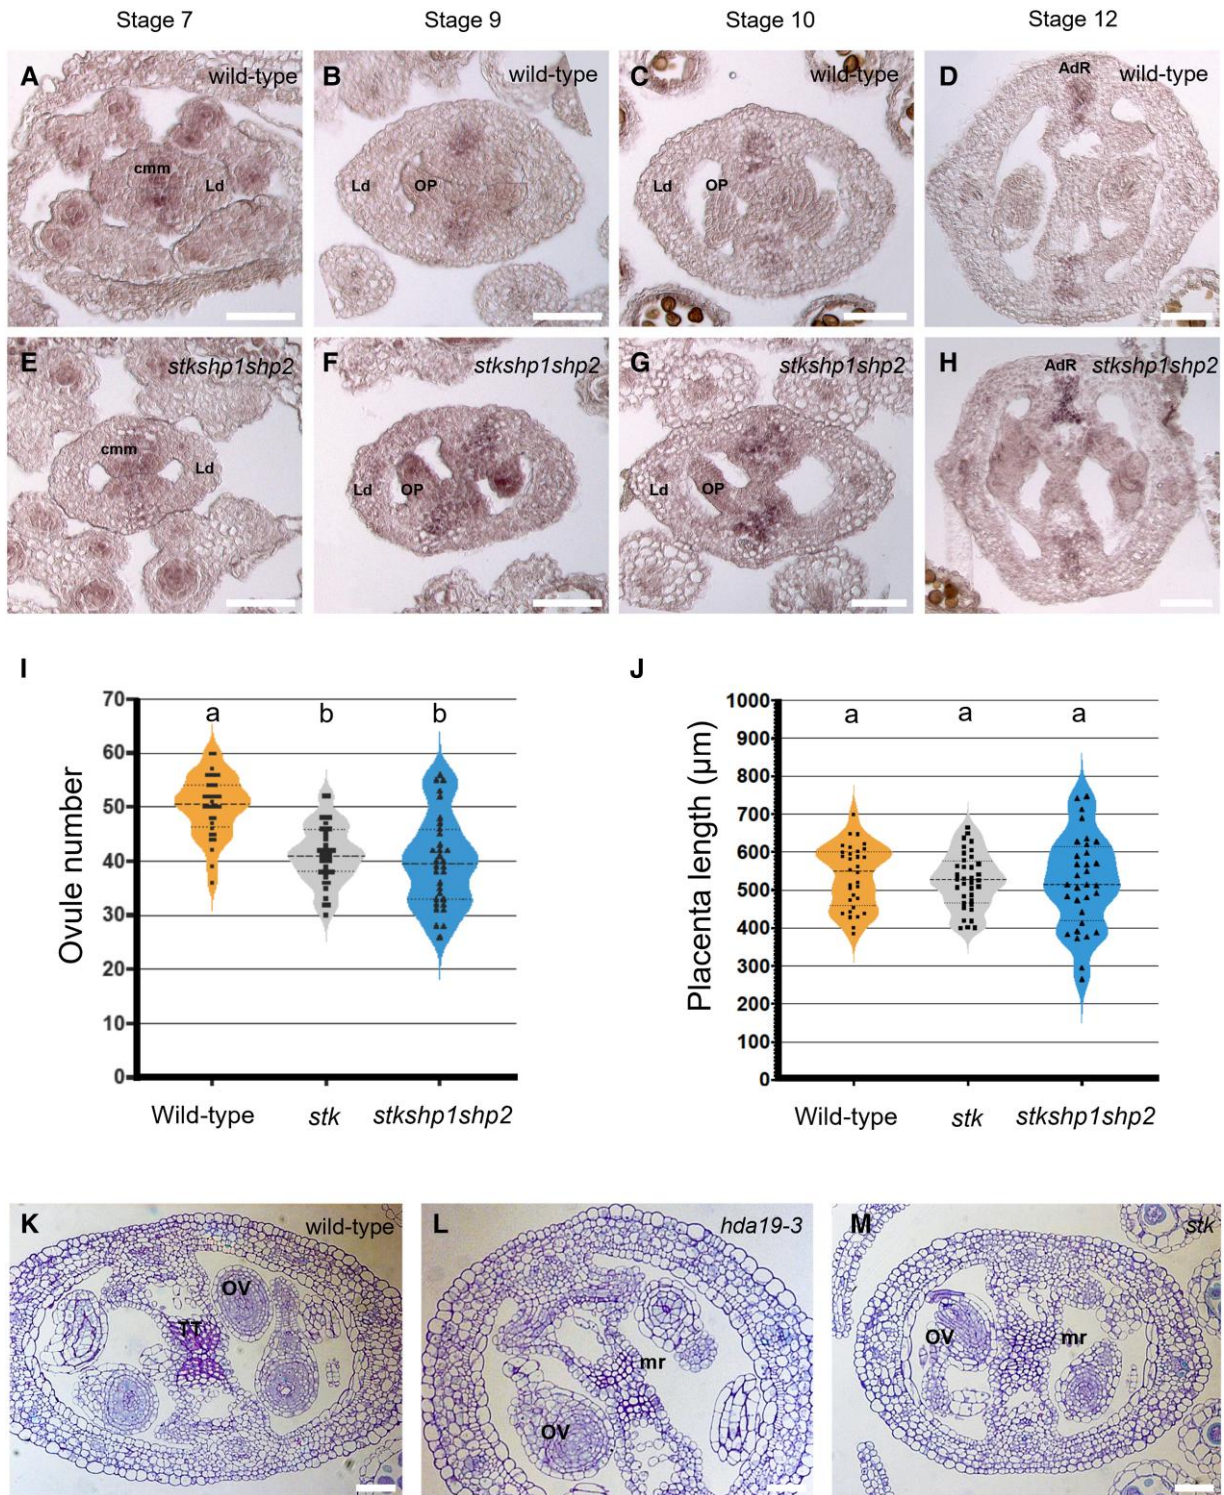 Stage 7 Stage 9 Stage 10 Stage 12
A wild-type B wild-type C wild-type D AdR wild-type
cmm Ld Ld OP Ld OP
E stkshp1shp2 F stkshp1shp2 G stkshp1shp2 H AdR stkshp1shp2
cmm Ld Ld OP Ld OP
I
Ovule number
70
60
50
40
30
20
10
0
a b b
Wild-type stk stkshp1shp2
J
Placenta length (µm)
1000
900
800
700
600
500
400
300
200
100
0
a a a
Wild-type stk stkshp1shp2
K wild-type
OV
TT
L hda19-3
mr
OV
M stk
OV mr